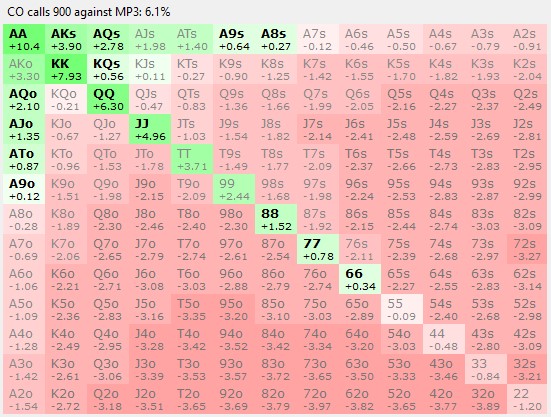 CO calls 900 against MP3: 6.1%
AA AKs AQs AJs ATs A9s A8s A7s A6s A5s A4s A3s A2s
+10.4 +3.90 +2.78 +1.98 +1.40 +0.64 +0.27 -0.12 -0.46 -0.50 -0.67 -0.79 -0.91
AKo KK KQs KJs KTs K9s K8s K7s K6s K5s K4s K3s K2s
+3.30 +7.93 +0.56 +0.11 -0.27 -0.90 -1.25 -1.42 -1.55 -1.70 -1.82 -1.93 -2.04
AQo KQo QQ QJs QTs Q9s Q8s Q7s Q6s Q5s Q4s Q3s Q2s
+2.10 -0.21 +6.30 -0.47 -0.83 -1.36 -1.66 -1.99 -2.05 -2.16 -2.27 -2.37 -2.49
AJo KJo QJo JJ JTs J9s J8s J7s J6s J5s J4s J3s J2s
+1.35 -0.67 -1.27 +4.96 -1.03 -1.54 -1.82 -2.14 -2.41 -2.48 -2.59 -2.69 -2.81
ATo KTo QTo JTo TT T9s T8s T7s T6s T5s T4s T3s T2s
+0.87 -0.96 -1.53 -1.78 +3.71 -1.49 -1.77 -2.09 -2.37 -2.66 -2.73 -2.83 -2.95
A9o K9o Q9o J9o T9o 99 98s 97s 96s 95s 94s 93s 92s
+0.12 -1.51 -1.98 -2.15 -2.09 +2.44 -1.68 -1.98 -2.24 -2.53 -2.83 -2.87 -2.99
A8o K8o Q8o J8o T8o 98o 88 87s 86s 85s 84s 83s 82s
-0.28 -1.89 -2.30 -2.46 -2.40 -2.30 +1.52 -1.92 -2.15 -2.44 -2.74 -3.03 -3.09
A7o K7o Q7o J7o T7o 97o 87o 77 76s 75s 74s 73s 72s
-0.69 -2.06 -2.65 -2.79 -2.74 -2.61 -2.54 +0.78 -2.11 -2.39 -2.68 -2.97 -3.27
A6o K6o Q6o J6o T6o 96o 86o 76o 66 65s 64s 63s 62s
-1.06 -2.21 -2.71 -3.08 -3.03 -2.88 -2.79 -2.74 +0.34 -2.27 -2.55 -2.83 -3.14
A5o K5o Q5o J5o T5o 95o 85o 75o 65o 55 54s 53s 52s
-1.09 -2.36 -2.83 -3.16 -3.35 -3.20 -3.10 -3.03 -2.89 -0.09 -2.40 -2.68 -2.98
A4o K4o Q4o J4o T4o 94o 84o 74o 64o 54o 44 43s 42s
-1.28 -2.49 -2.95 -3.28 -3.42 -3.52 -3.42 -3.34 -3.20 -3.03 -0.48 -2.80 -3.09
A3o K3o Q3o J3o T3o 93o 83o 73o 63o 53o 43o 33 32s
-1.42 -2.61 -3.06 -3.39 -3.53 -3.57 -3.72 -3.65 -3.50 -3.33 -3.46 -0.84 -3.21
A2o K2o Q2o J2o T2o 92o 82o 72o 62o 52o 42o 32o 22
-1.54 -2.72 -3.18 -3.51 -3.65 -3.69 -3.79 -3.97 -3.82 -3.65 -3.77 -3.89 -1.20